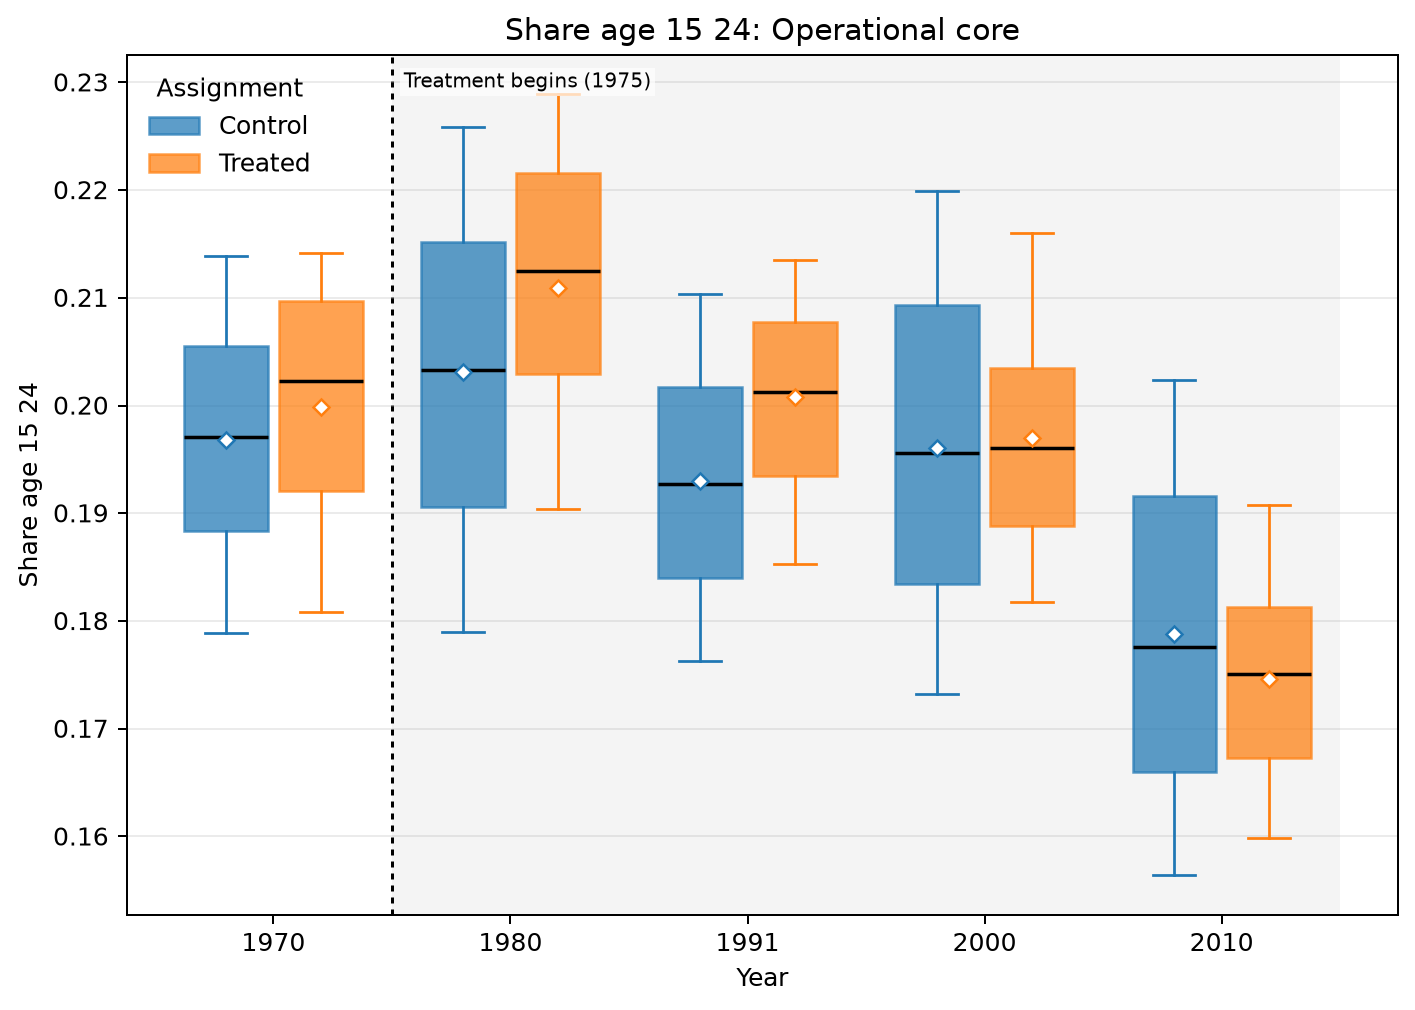 Share age 15 24: Operational core
Treatment begins (1975)
Assignment
Control
Treated
0.23
0.22
0.21
0.20
0.19
0.18
0.17
0.16
Share age 15 24
1970
1980
1991
2000
2010
Year